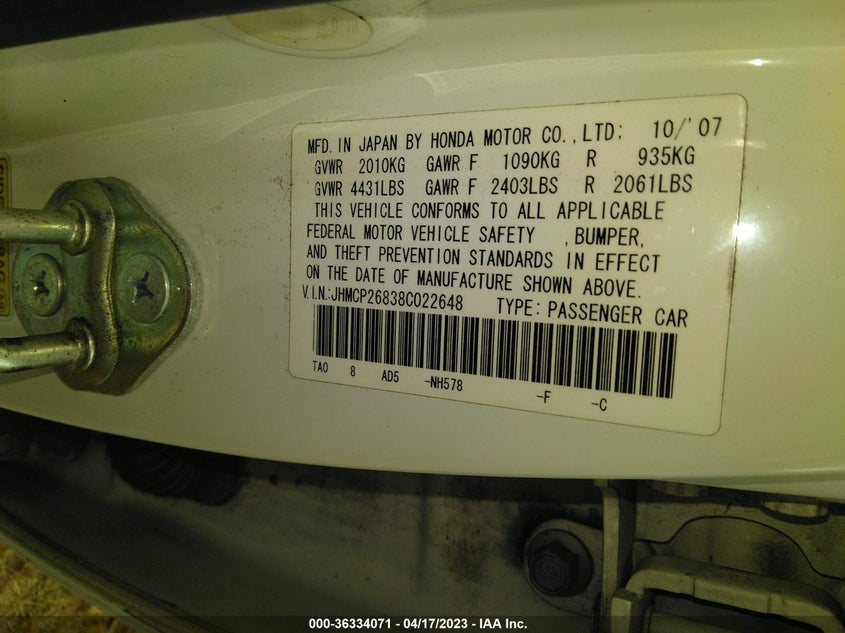 MFD. IN JAPAN BY HONDA MOTOR CO., LTD; 10/'07
GVWR 2010KG GAWR F 1090KG R 935KG
GVWR 4431LBS GAWR F 2403LBS R 2061LBS
THIS VEHICLE CONFORMS TO ALL APPLICABLE
FEDERAL MOTOR VEHICLE SAFETY , BUMPER,
AND THEFT PREVENTION STANDARDS IN EFFECT
ON THE DATE OF MANUFACTURE SHOWN ABOVE.
V.I.N.:JHMCP26838C022648 TYPE: PASSENGER CAR
TA0 8 AD5 -NH578 -F -C
000-36334071 - 04/17/2023 - IAA Inc.